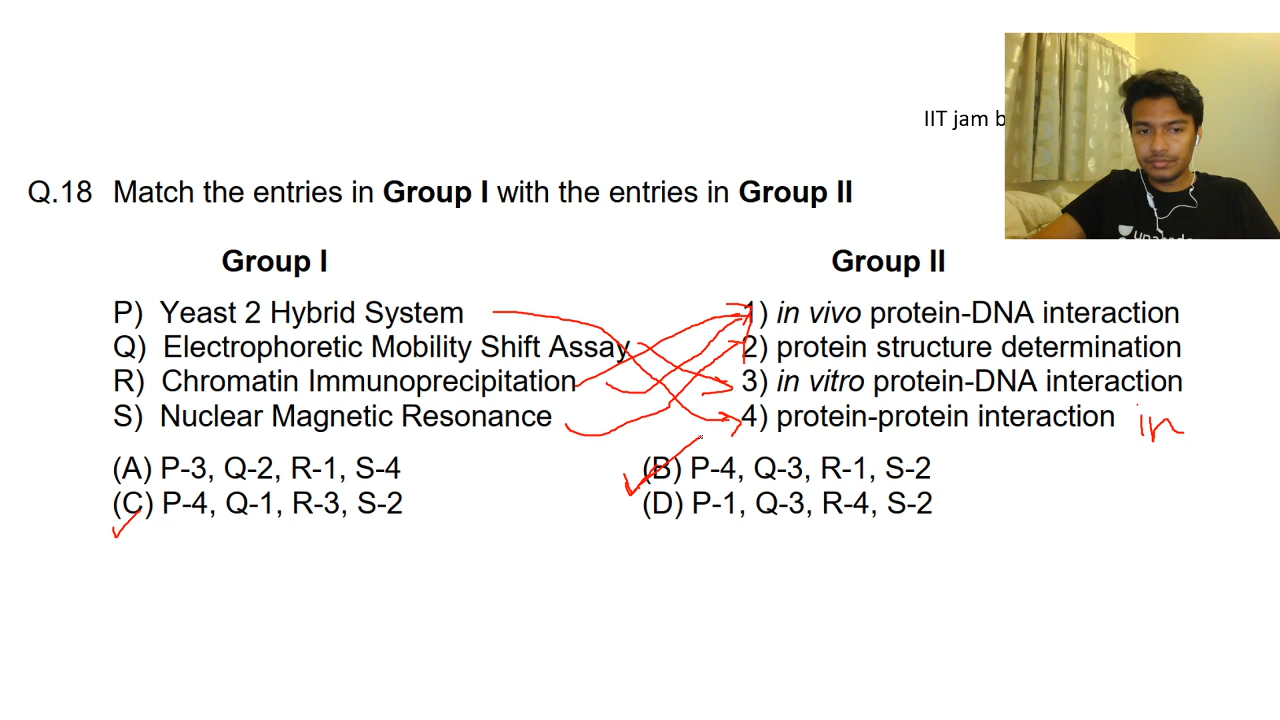 IIT jam b
Q.18 Match the entries in Group I with the entries in Group II
Group I Group II
P) Yeast 2 Hybrid System 1) in vivo protein-DNA interaction
Q) Electrophoretic Mobility Shift Assay 2) protein structure determination
R) Chromatin Immunoprecipitation 3) in vitro protein-DNA interaction
S) Nuclear Magnetic Resonance 4) protein-protein interaction in
(A) P-3, Q-2, R-1, S-4 (B) P-4, Q-3, R-1, S-2
(C) P-4, Q-1, R-3, S-2 (D) P-1, Q-3, R-4, S-2